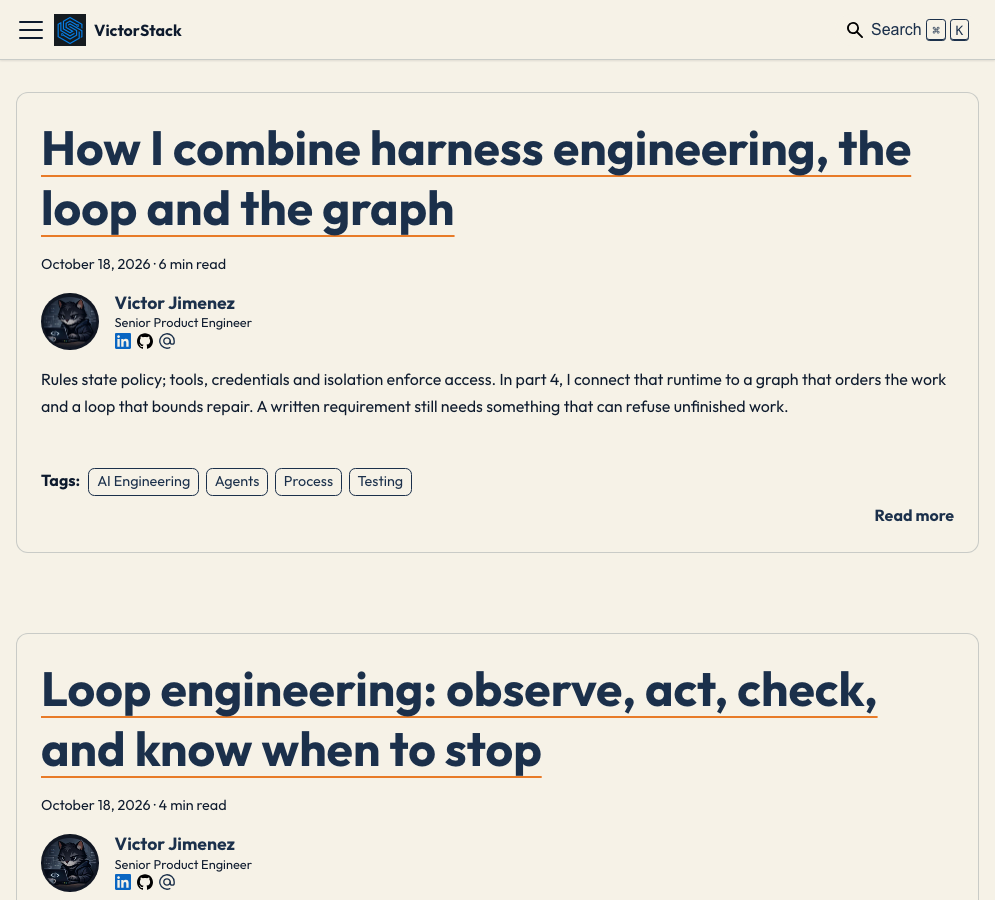 VictorStack
Search ⌘ K
How I combine harness engineering, the
loop and the graph
October 18, 2026 · 6 min read
Victor Jimenez
Senior Product Engineer
Rules state policy; tools, credentials and isolation enforce access. In part 4, I connect that runtime to a graph that orders the work
and a loop that bounds repair. A written requirement still needs something that can refuse unfinished work.
Tags: AI Engineering Agents Process Testing
Read more
Loop engineering: observe, act, check,
and know when to stop
October 18, 2026 · 4 min read
Victor Jimenez
Senior Product Engineer